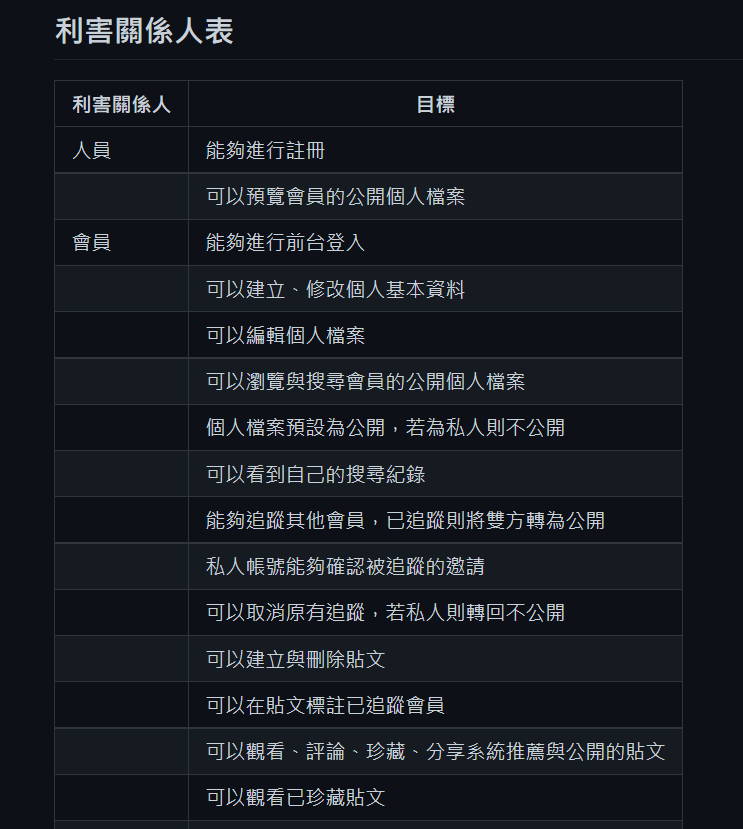 利害關係人表
利害關係人 目標
人員 能夠進行註冊
可以預覽會員的公開個人檔案
會員 能夠進行前台登入
可以建立、修改個人基本資料
可以編輯個人檔案
可以瀏覽與搜尋會員的公開個人檔案
個人檔案預設為公開，若為私人則不公開
可以看到自己的搜尋紀錄
能夠追蹤其他會員，已追蹤則將雙方轉為公開
私人帳號能夠確認被追蹤的邀請
可以取消原有追蹤，若私人則轉回不公開
可以建立與刪除貼文
可以在貼文標註已追蹤會員
可以觀看、評論、珍藏、分享系統推薦與公開的貼文
可以觀看已珍藏貼文